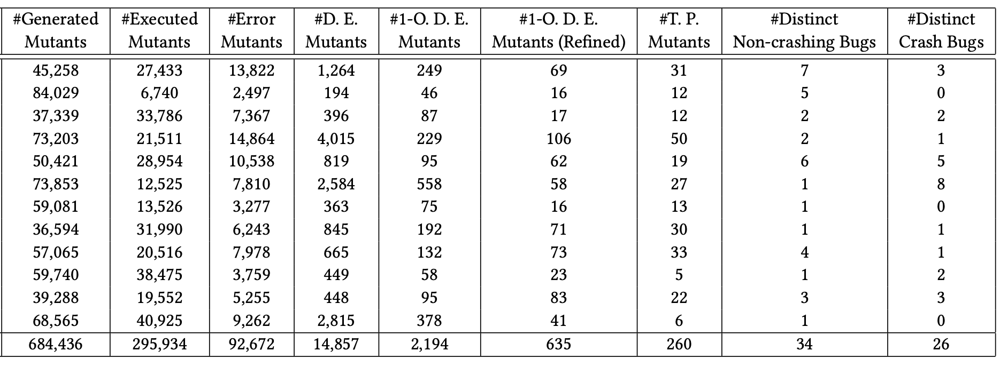 #Generated #Executed #Error #D. E. #1-O. D. E. #1-O. D. E. #T. P. #Distinct #Distinct
Mutants Mutants Mutants Mutants Mutants Mutants (Refined) Mutants Non-crashing Bugs Crash Bugs
45,258 27,433 13,822 1,264 249 69 31 7 3
84,029 6,740 2,497 194 46 16 12 5 0
37,339 33,786 7,367 396 87 17 12 2 2
73,203 21,511 14,864 4,015 229 106 50 2 1
50,421 28,954 10,538 819 95 62 19 6 5
73,853 12,525 7,810 2,584 558 58 27 1 8
59,081 13,526 3,277 363 75 16 13 1 0
36,594 31,990 6,243 845 192 71 30 1 1
57,065 20,516 7,978 665 132 73 33 4 1
59,740 38,475 3,759 449 58 23 5 1 2
39,288 19,552 5,255 448 95 83 22 3 3
68,565 40,925 9,262 2,815 378 41 6 1 0
684,436 295,934 92,672 14,857 2,194 635 260 34 26